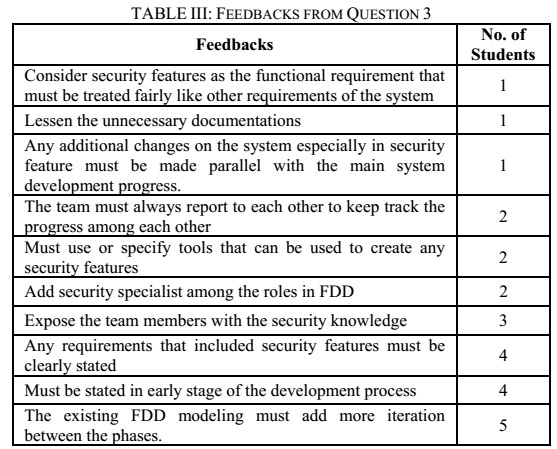 TABLE III: FEEDBACKS FROM QUESTION 3
Feedbacks
No. of
Students
Consider security features as the functional requirement that
must be treated fairly like other requirements of the system
1
Lessen the unnecessary documentations
1
Any additional changes on the system especially in security
feature must be made parallel with the main system
development progress.
1
The team must always report to each other to keep track the
progress among each other
2
Must use or specify tools that can be used to create any
security features
2
Add security specialist among the roles in FDD
2
Expose the team members with the security knowledge
3
Any requirements that included security features must be
clearly stated
4
Must be stated in early stage of the development process
4
The existing FDD modeling must add more iteration
between the phases.
5